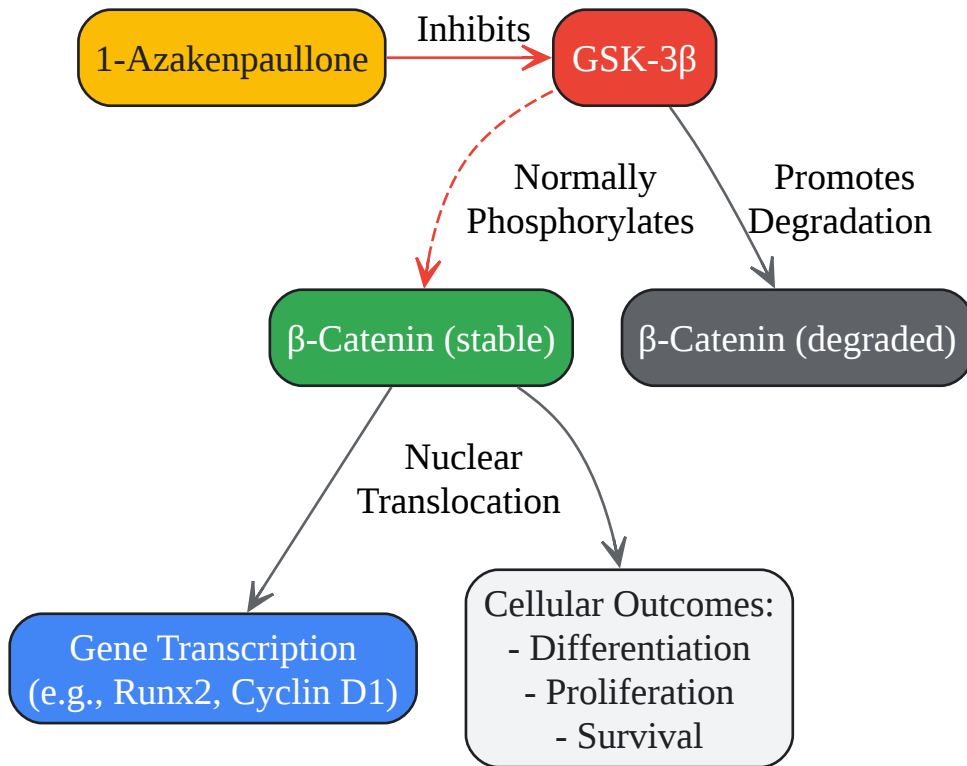 Inhibits
1-Azakenpaullone
GSK-3β
Normally
Phosphorylates
Promotes
Degradation
β-Catenin (stable)
β-Catenin (degraded)
Nuclear
Translocation
Gene Transcription
(e.g., Runx2, Cyclin D1)
Cellular Outcomes:
- Differentiation
- Proliferation
- Survival